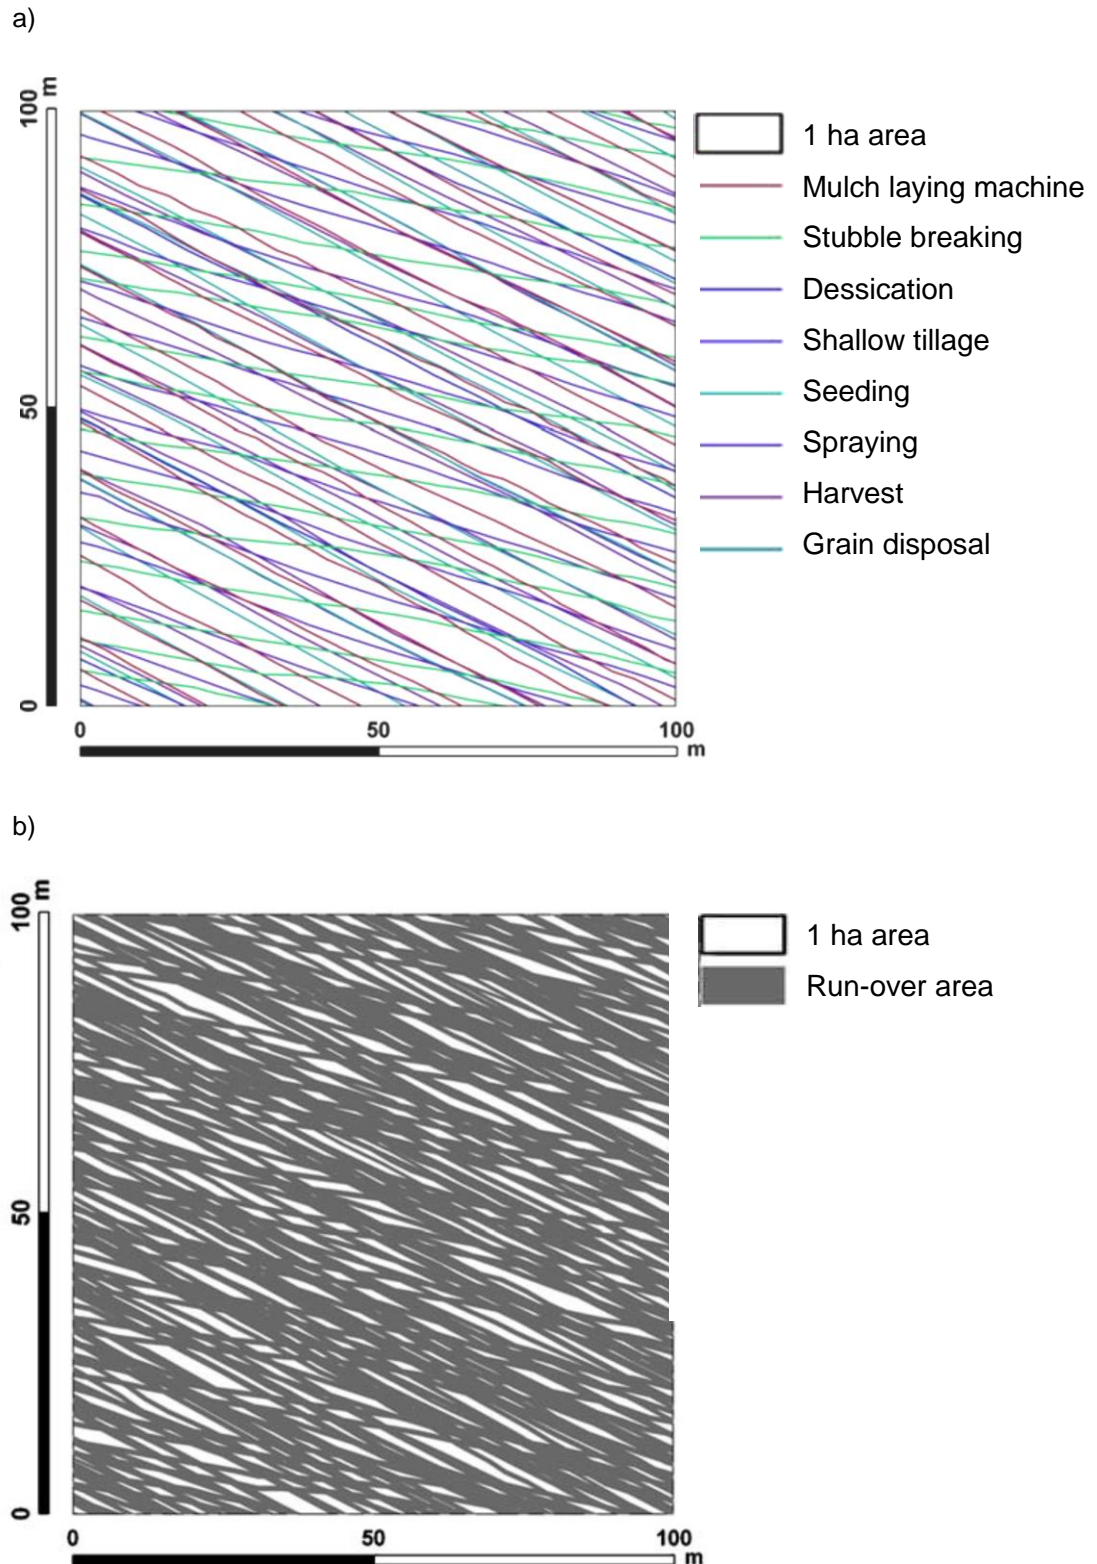 a)
100 m
50
0
0 50 100 m
1 ha area
Mulch laying machine
Stubble breaking
Dessication
Shallow tillage
Seeding
Spraying
Harvest
Grain disposal
b)
100 m
50
0
0 50 100 m
1 ha area
Run-over area